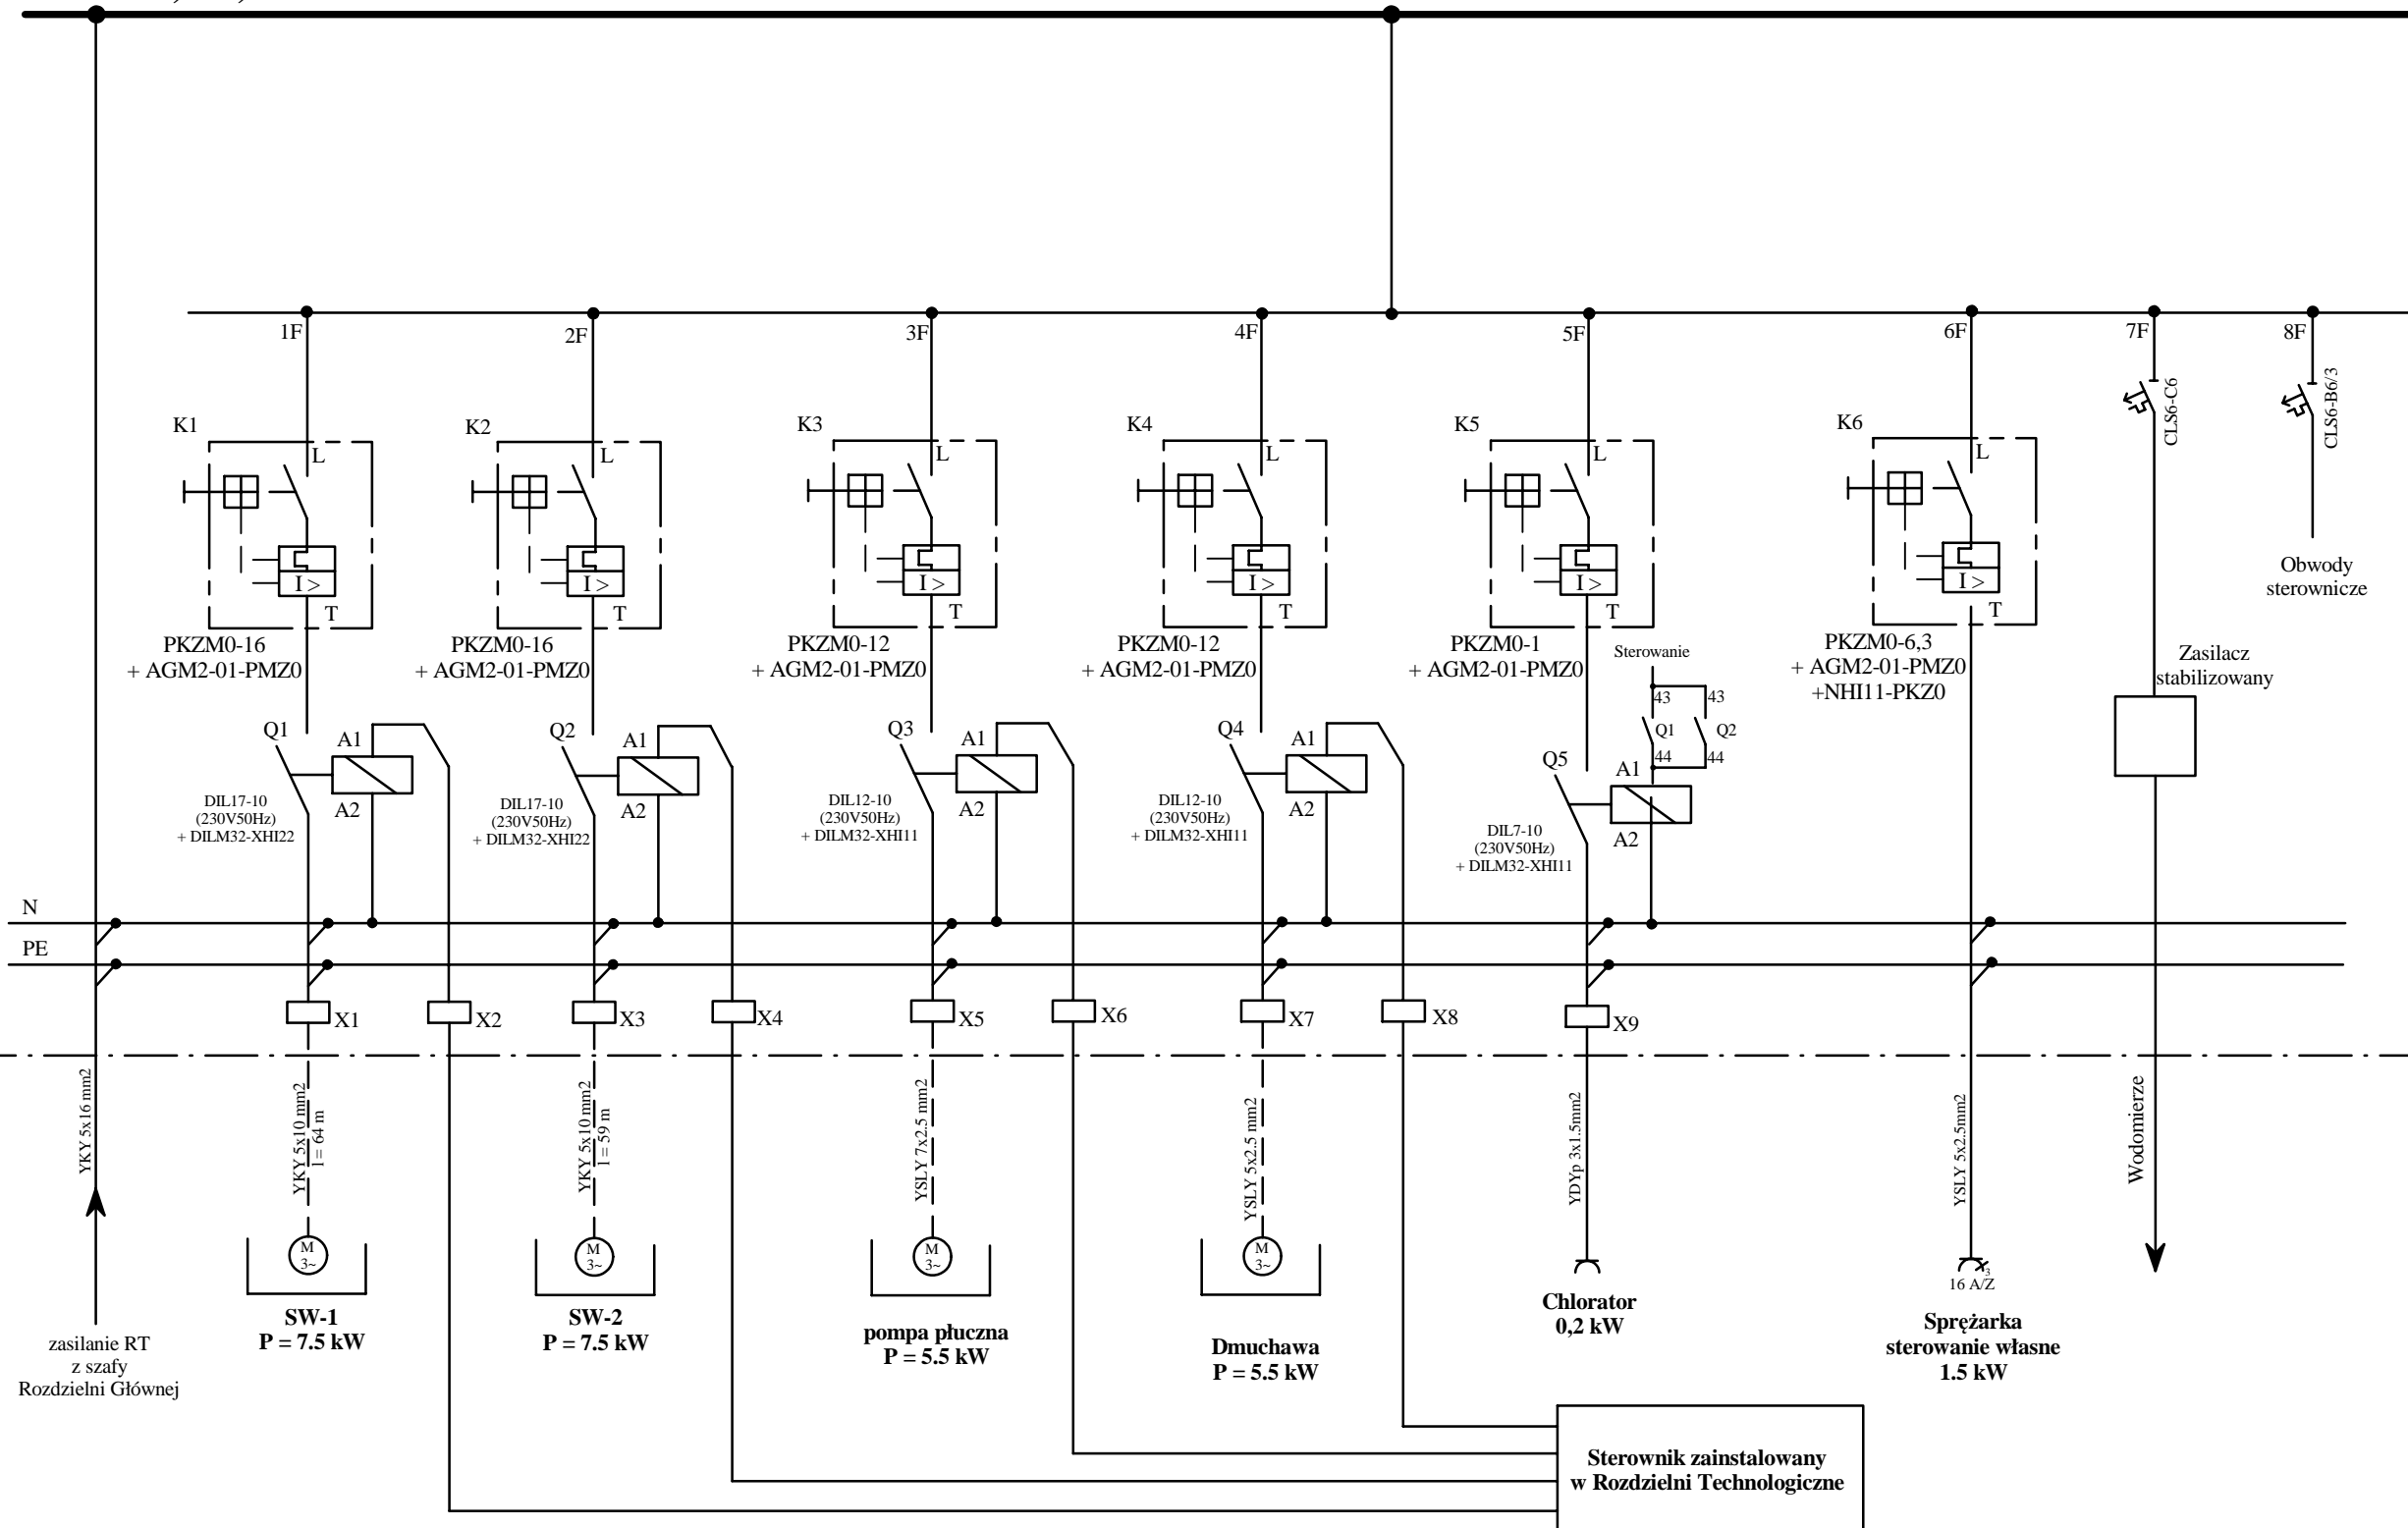 1F
2F
3F
4F
5F
6F
7F
8F
CLS6-C6
CLS6-B6/3
K1
K2
K3
K4
K5
K6
L
L
L
L
L
L
I >
I >
I >
I >
I >
I >
T
T
T
T
T
T
Obwody
sterownicze
PKZM0-16
+ AGM2-01-PMZ0
PKZM0-16
+ AGM2-01-PMZ0
PKZM0-12
+ AGM2-01-PMZ0
PKZM0-12
+ AGM2-01-PMZ0
PKZM0-1
+ AGM2-01-PMZ0
PKZM0-6,3
+ AGM2-01-PMZ0
+NHI11-PKZ0
Sterowanie
43
43
Q1
Q2
44
44
Zasilacz
stabilizowany
Q1
A1
A2
DIL17-10
(230V50Hz)
+ DILM32-XHI22
Q2
A1
A2
DIL17-10
(230V50Hz)
+ DILM32-XHI22
Q3
A1
A2
DIL12-10
(230V50Hz)
+ DILM32-XHI11
Q4
A1
A2
DIL12-10
(230V50Hz)
+ DILM32-XHI11
Q5
A1
A2
DIL7-10
(230V50Hz)
+ DILM32-XHI11
N
PE
X1
X2
X3
X4
X5
X6
X7
X8
X9
YKY 5x16 mm2
YKY 5x10 mm2
l = 64 m
YKY 5x10 mm2
l = 59 m
YSLY 7x2.5 mm2
YSLY 5x2.5 mm2
YDYp 3x1.5mm2
YSLY 5x2.5mm2
Wodomierze
M
3~
M
3~
M
3~
M
3~
3
16 A/Z
zasilanie RT
z szafy
Rozdzielni Głównej
SW-1
P = 7.5 kW
SW-2
P = 7.5 kW
pompa płuczna
P = 5.5 kW
Dmuchawa
P = 5.5 kW
Chlorator
0,2 kW
Sprężarka
sterowanie własne
1.5 kW
Sterownik zainstalowany
w Rozdzielni Technologiczne